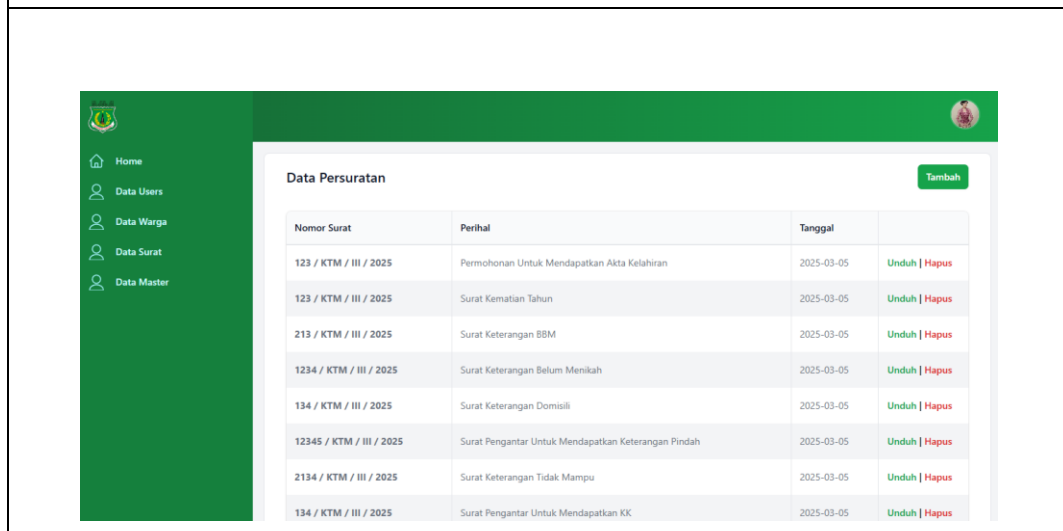 Home
Data Users
Data Warga
Data Surat
Data Master
Data Persuratan
Tambah
Nomor Surat Perihal Tanggal
123 / KTM / III / 2025 Permohonan Untuk Mendapatkan Akta Kelahiran 2025-03-05 Unduh | Hapus
123 / KTM / III / 2025 Surat Kematian Tahun 2025-03-05 Unduh | Hapus
213 / KTM / III / 2025 Surat Keterangan BBM 2025-03-05 Unduh | Hapus
1234 / KTM / III / 2025 Surat Keterangan Belum Menikah 2025-03-05 Unduh | Hapus
134 / KTM / III / 2025 Surat Keterangan Domisili 2025-03-05 Unduh | Hapus
12345 / KTM / III / 2025 Surat Pengantar Untuk Mendapatkan Keterangan Pindah 2025-03-05 Unduh | Hapus
2134 / KTM / III / 2025 Surat Keterangan Tidak Mampu 2025-03-05 Unduh | Hapus
134 / KTM / III / 2025 Surat Pengantar Untuk Mendapatkan KK 2025-03-05 Unduh | Hapus